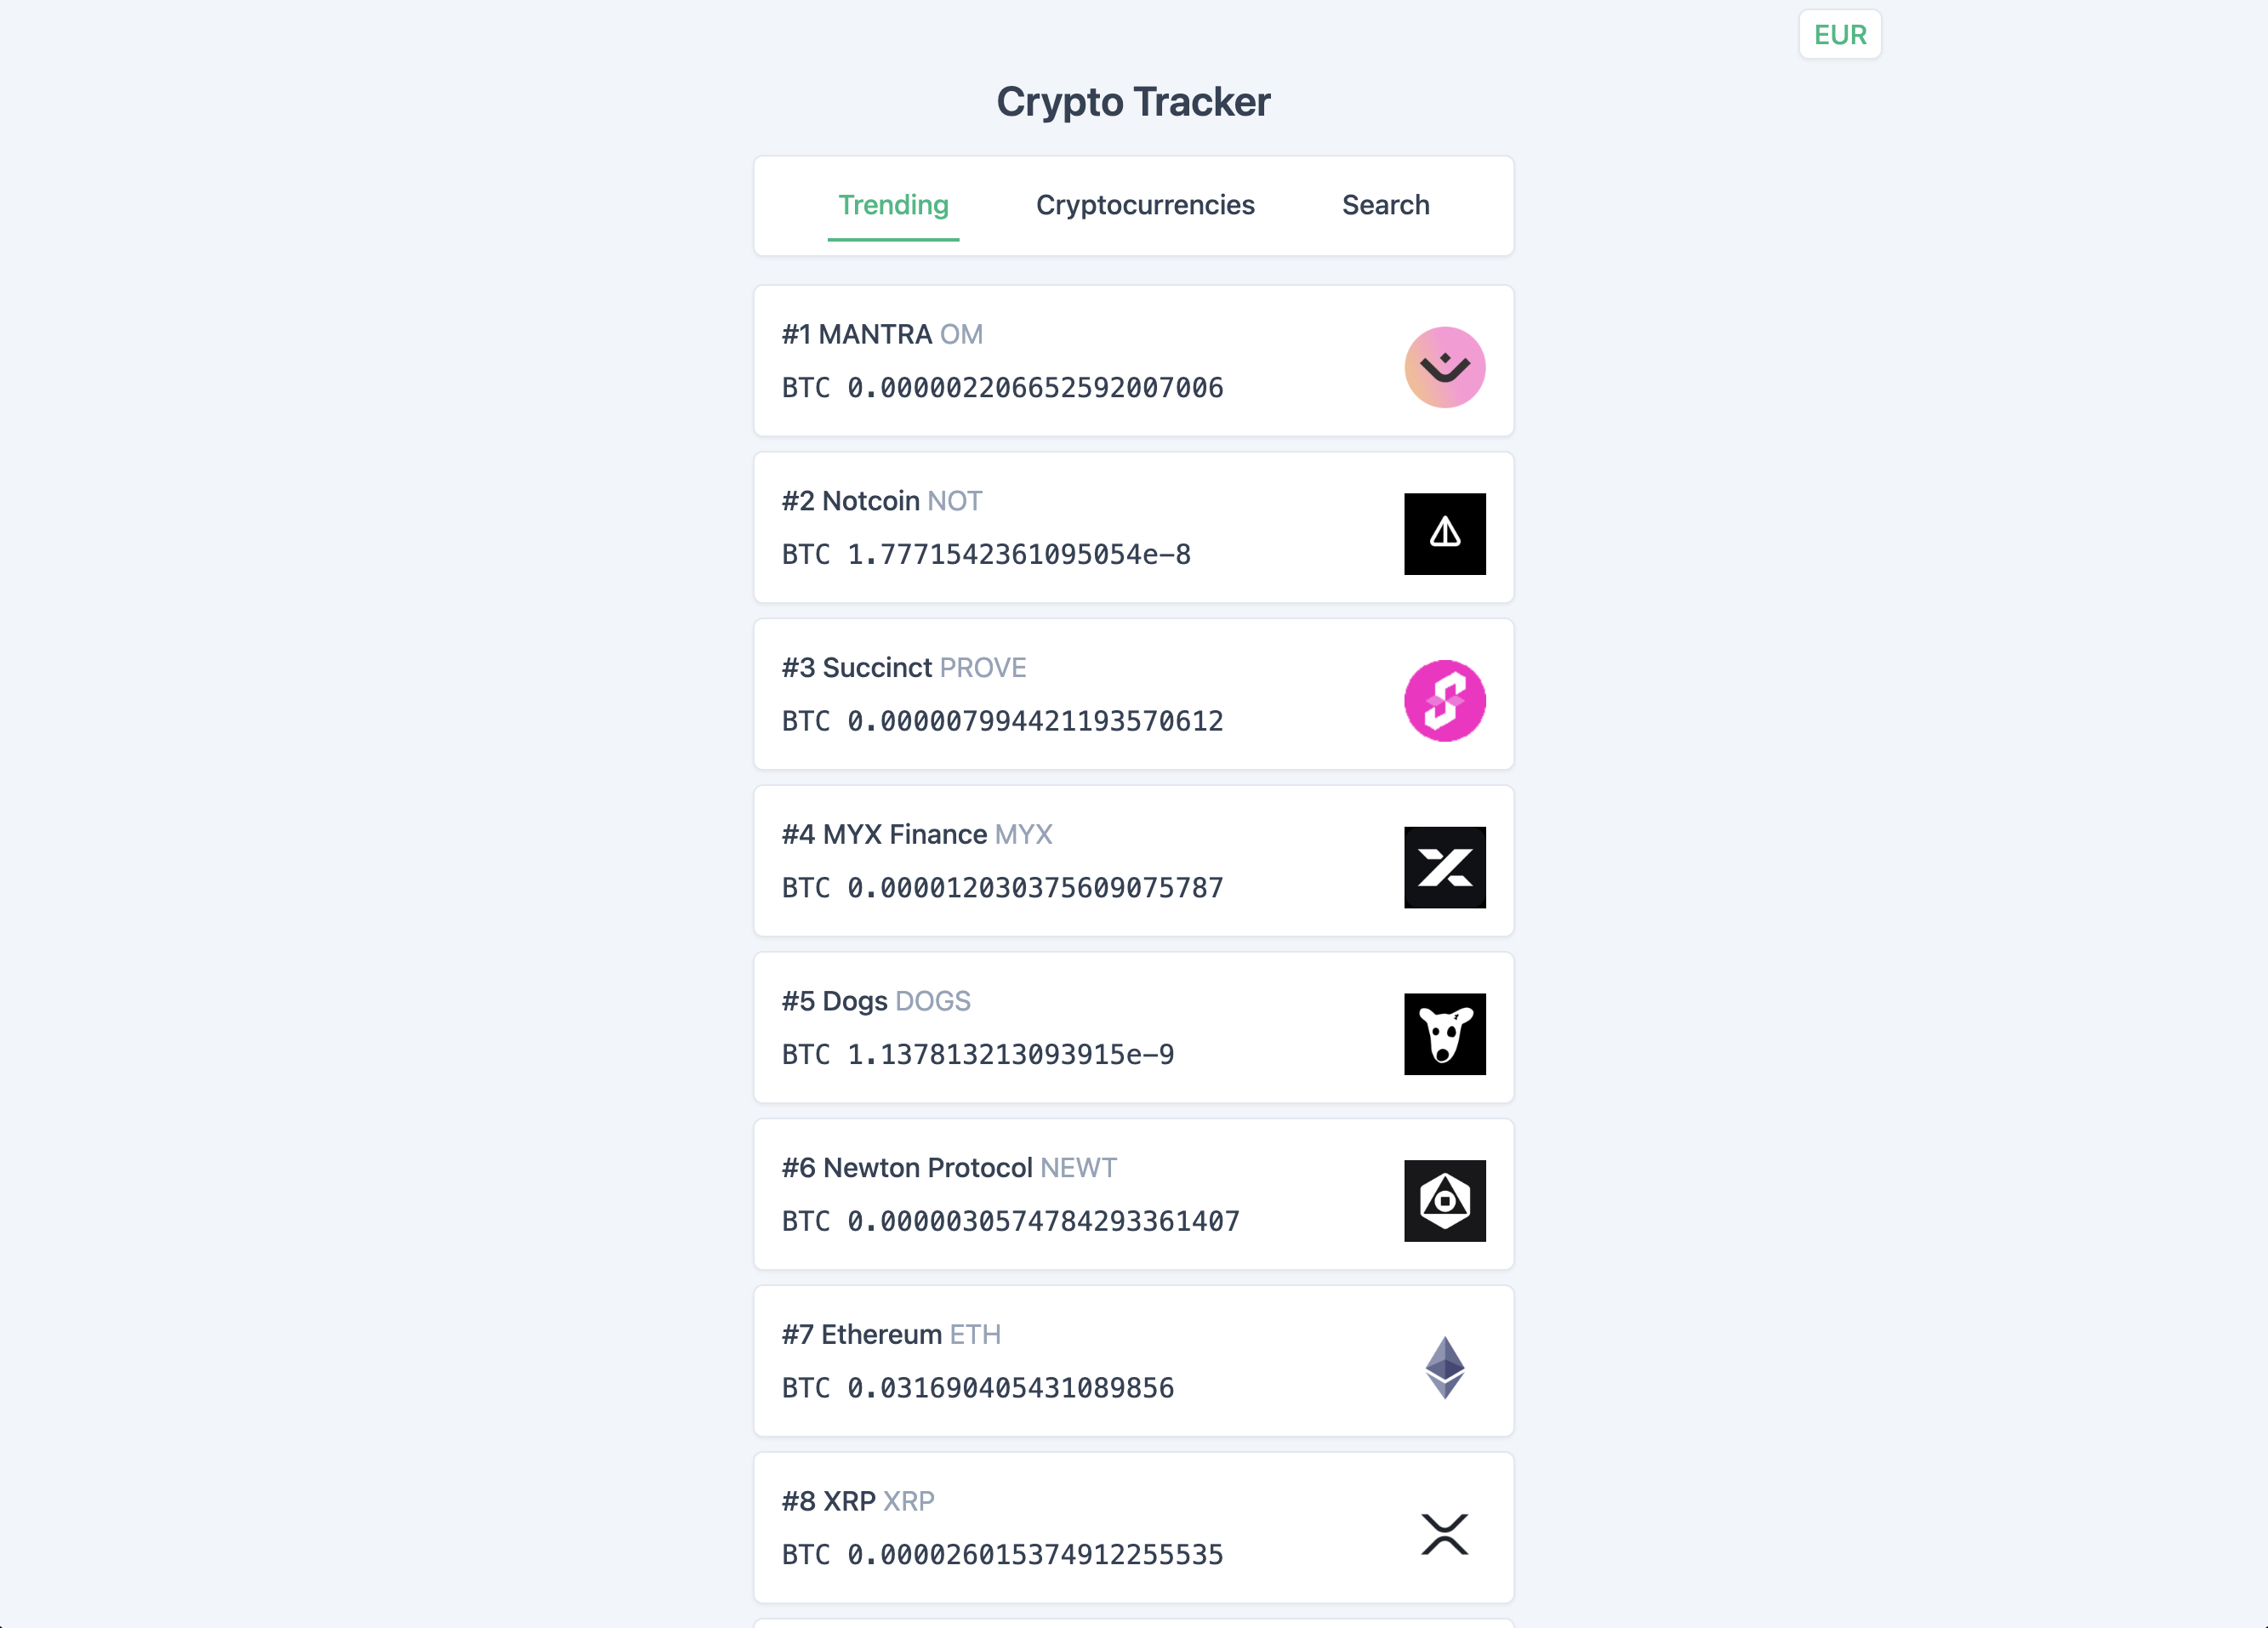 EUR
Crypto Tracker
Trending Cryptocurrencies Search
#1 MANTRA OM
BTC 0.000002206652592007006
#2 Notcoin NOT
BTC 1.7771542361095054e-8
#3 Succinct PROVE
BTC 0.000007994421193570612
#4 MYX Finance MYX
BTC 0.000012030375609075787
#5 Dogs DOGS
BTC 1.137813213093915e-9
#6 Newton Protocol NEWT
BTC 0.0000030574784293361407
#7 Ethereum ETH
BTC 0.031690405431089856
#8 XRP XRP
BTC 0.000026015374912255535